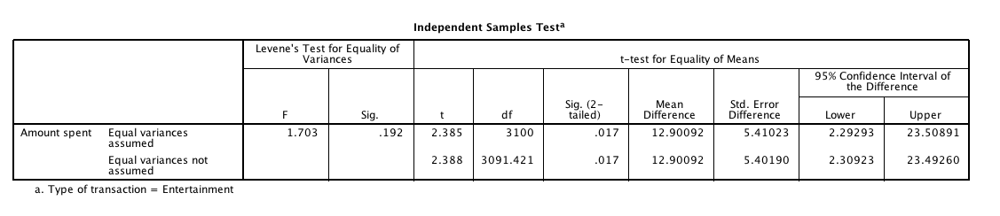 Independent Samples Testᵃ
Levene's Test for Equality of
Variances
t-test for Equality of Means
95% Confidence Interval of
the Difference
F Sig. t df Sig. (2-
tailed) Mean
Difference Std. Error
Difference Lower Upper
Amount spent Equal variances
assumed 1.703 .192 2.385 3100 .017 12.90092 5.41023 2.29293 23.50891
Equal variances not
assumed 2.388 3091.421 .017 12.90092 5.40190 2.30923 23.49260
a. Type of transaction = Entertainment